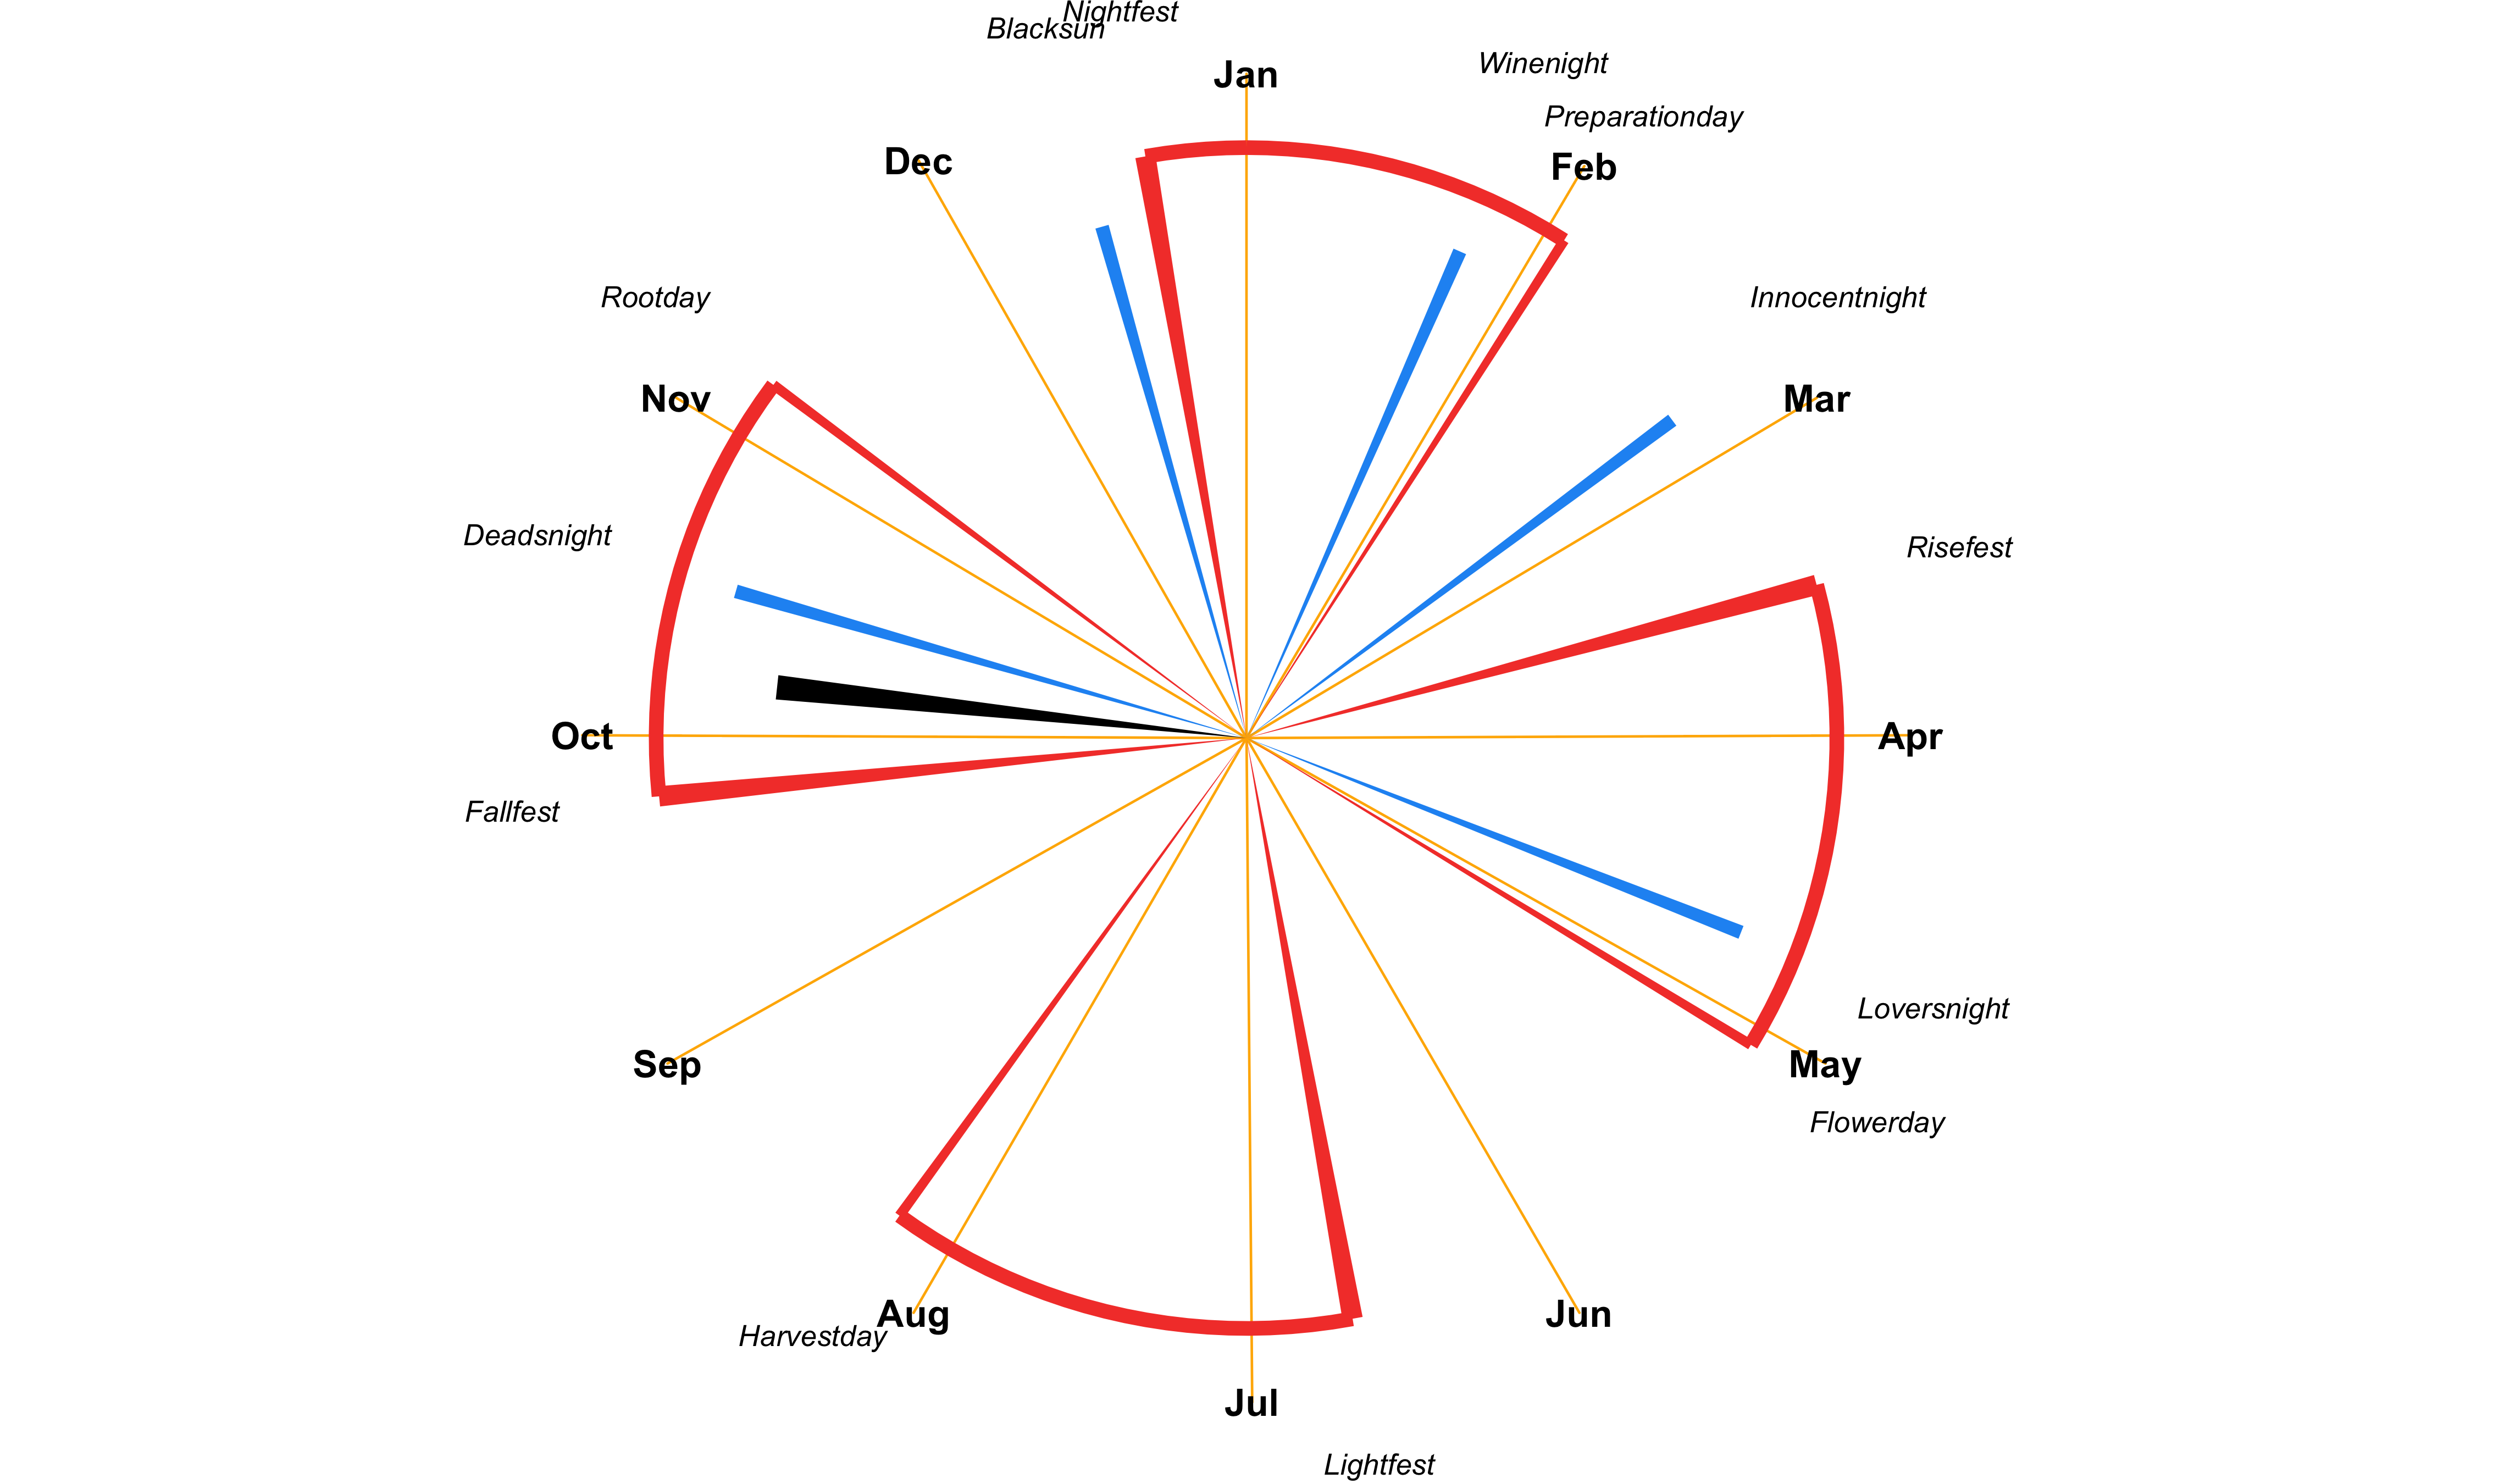 Nightfest
Blacksun
Winenight
Jan
Preparationday
Dec
Feb
Rootday
Innocentnight
Nov
Mar
Deadsnight
Risefest
Oct
Apr
Fallfest
Loversnight
Sep
May
Flowerday
Aug
Jun
Harvestday
Jul
Lightfest